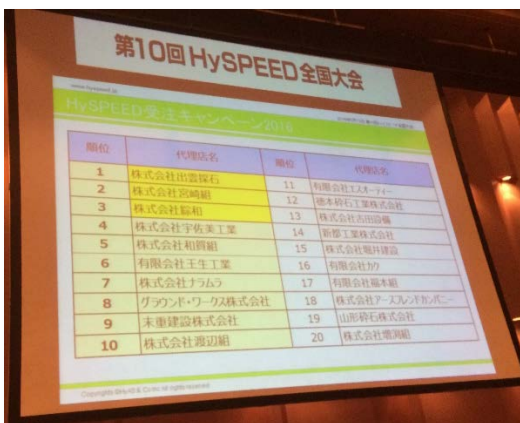 第10回 HySPEED全国大会
www.hyspeed.jp
HySPEED受注キャンペーン2016
順位 代理店名 順位 代理店名
1 株式会社出雲採石 11 有限会社エスオーティー
2 株式会社宮崎組 12 徳本砕石工業株式会社
3 株式会社 13 株式会社吉田設備
4 株式会社宇佐美工業 14 新都工業株式会社
5 株式会社和賀組 15 株式会社堀井建設
6 有限会社壬生工業 16 有限会社カク
7 株式会社ナラムラ 17 有限会社福本組
8 グラウンド・ワークス株式会社 18 株式会社アースフレンドカンパニー
9 末重建設株式会社 19 山形砕石株式会社
10 株式会社渡辺組 20 株式会社増渕組
All rights reserved